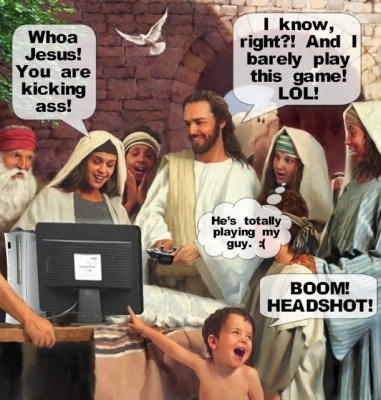 Whoa
Jesus!
You are
kicking
ass!
I know,
right?! And I
barely play
this game!
LOL!
He's totally
playing my
guy. :(
BOOM!
HEADSHOT!